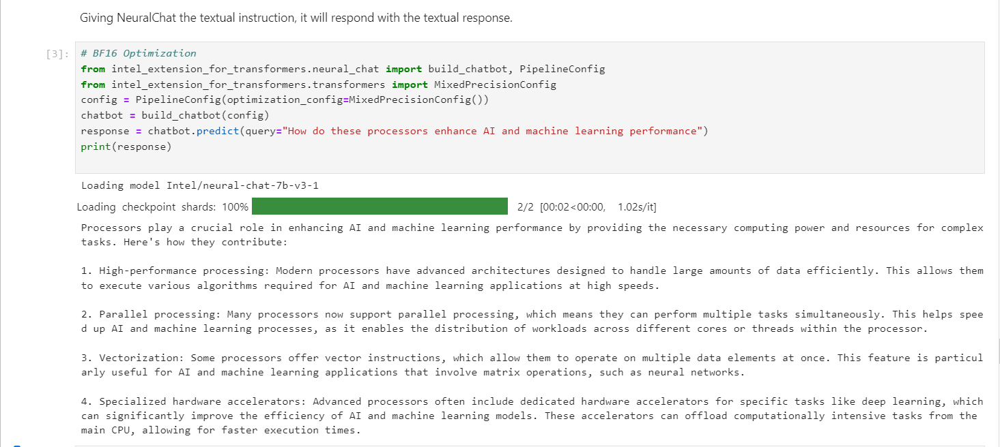 Giving NeuralChat the textual instruction, it will respond with the textual response.
[3]:
# BF16 Optimization
from intel_extension_for_transformers.neural_chat import build_chatbot, PipelineConfig
from intel_extension_for_transformers.transformers import MixedPrecisionConfig
config = PipelineConfig(optimization_config=MixedPrecisionConfig())
chatbot = build_chatbot(config)
response = chatbot.predict(query="How do these processors enhance AI and machine learning performance")
print(response)
Loading model Intel/neural-chat-7b-v3-1
Loading checkpoint shards: 100% 2/2 [00:02<00:00, 1.02s/it]
Processors play a crucial role in enhancing AI and machine learning performance by providing the necessary computing power and resources for complex
tasks. Here's how they contribute:
1. High-performance processing: Modern processors have advanced architectures designed to handle large amounts of data efficiently. This allows them
to execute various algorithms required for AI and machine learning applications at high speeds.
2. Parallel processing: Many processors now support parallel processing, which means they can perform multiple tasks simultaneously. This helps spee
d up AI and machine learning processes, as it enables the distribution of workloads across different cores or threads within the processor.
3. Vectorization: Some processors offer vector instructions, which allow them to operate on multiple data elements at once. This feature is particul
arly useful for AI and machine learning applications that involve matrix operations, such as neural networks.
4. Specialized hardware accelerators: Advanced processors often include dedicated hardware accelerators for specific tasks like deep learning, which
can significantly improve the efficiency of AI and machine learning models. These accelerators can offload computationally intensive tasks from the
main CPU, allowing for faster execution times.